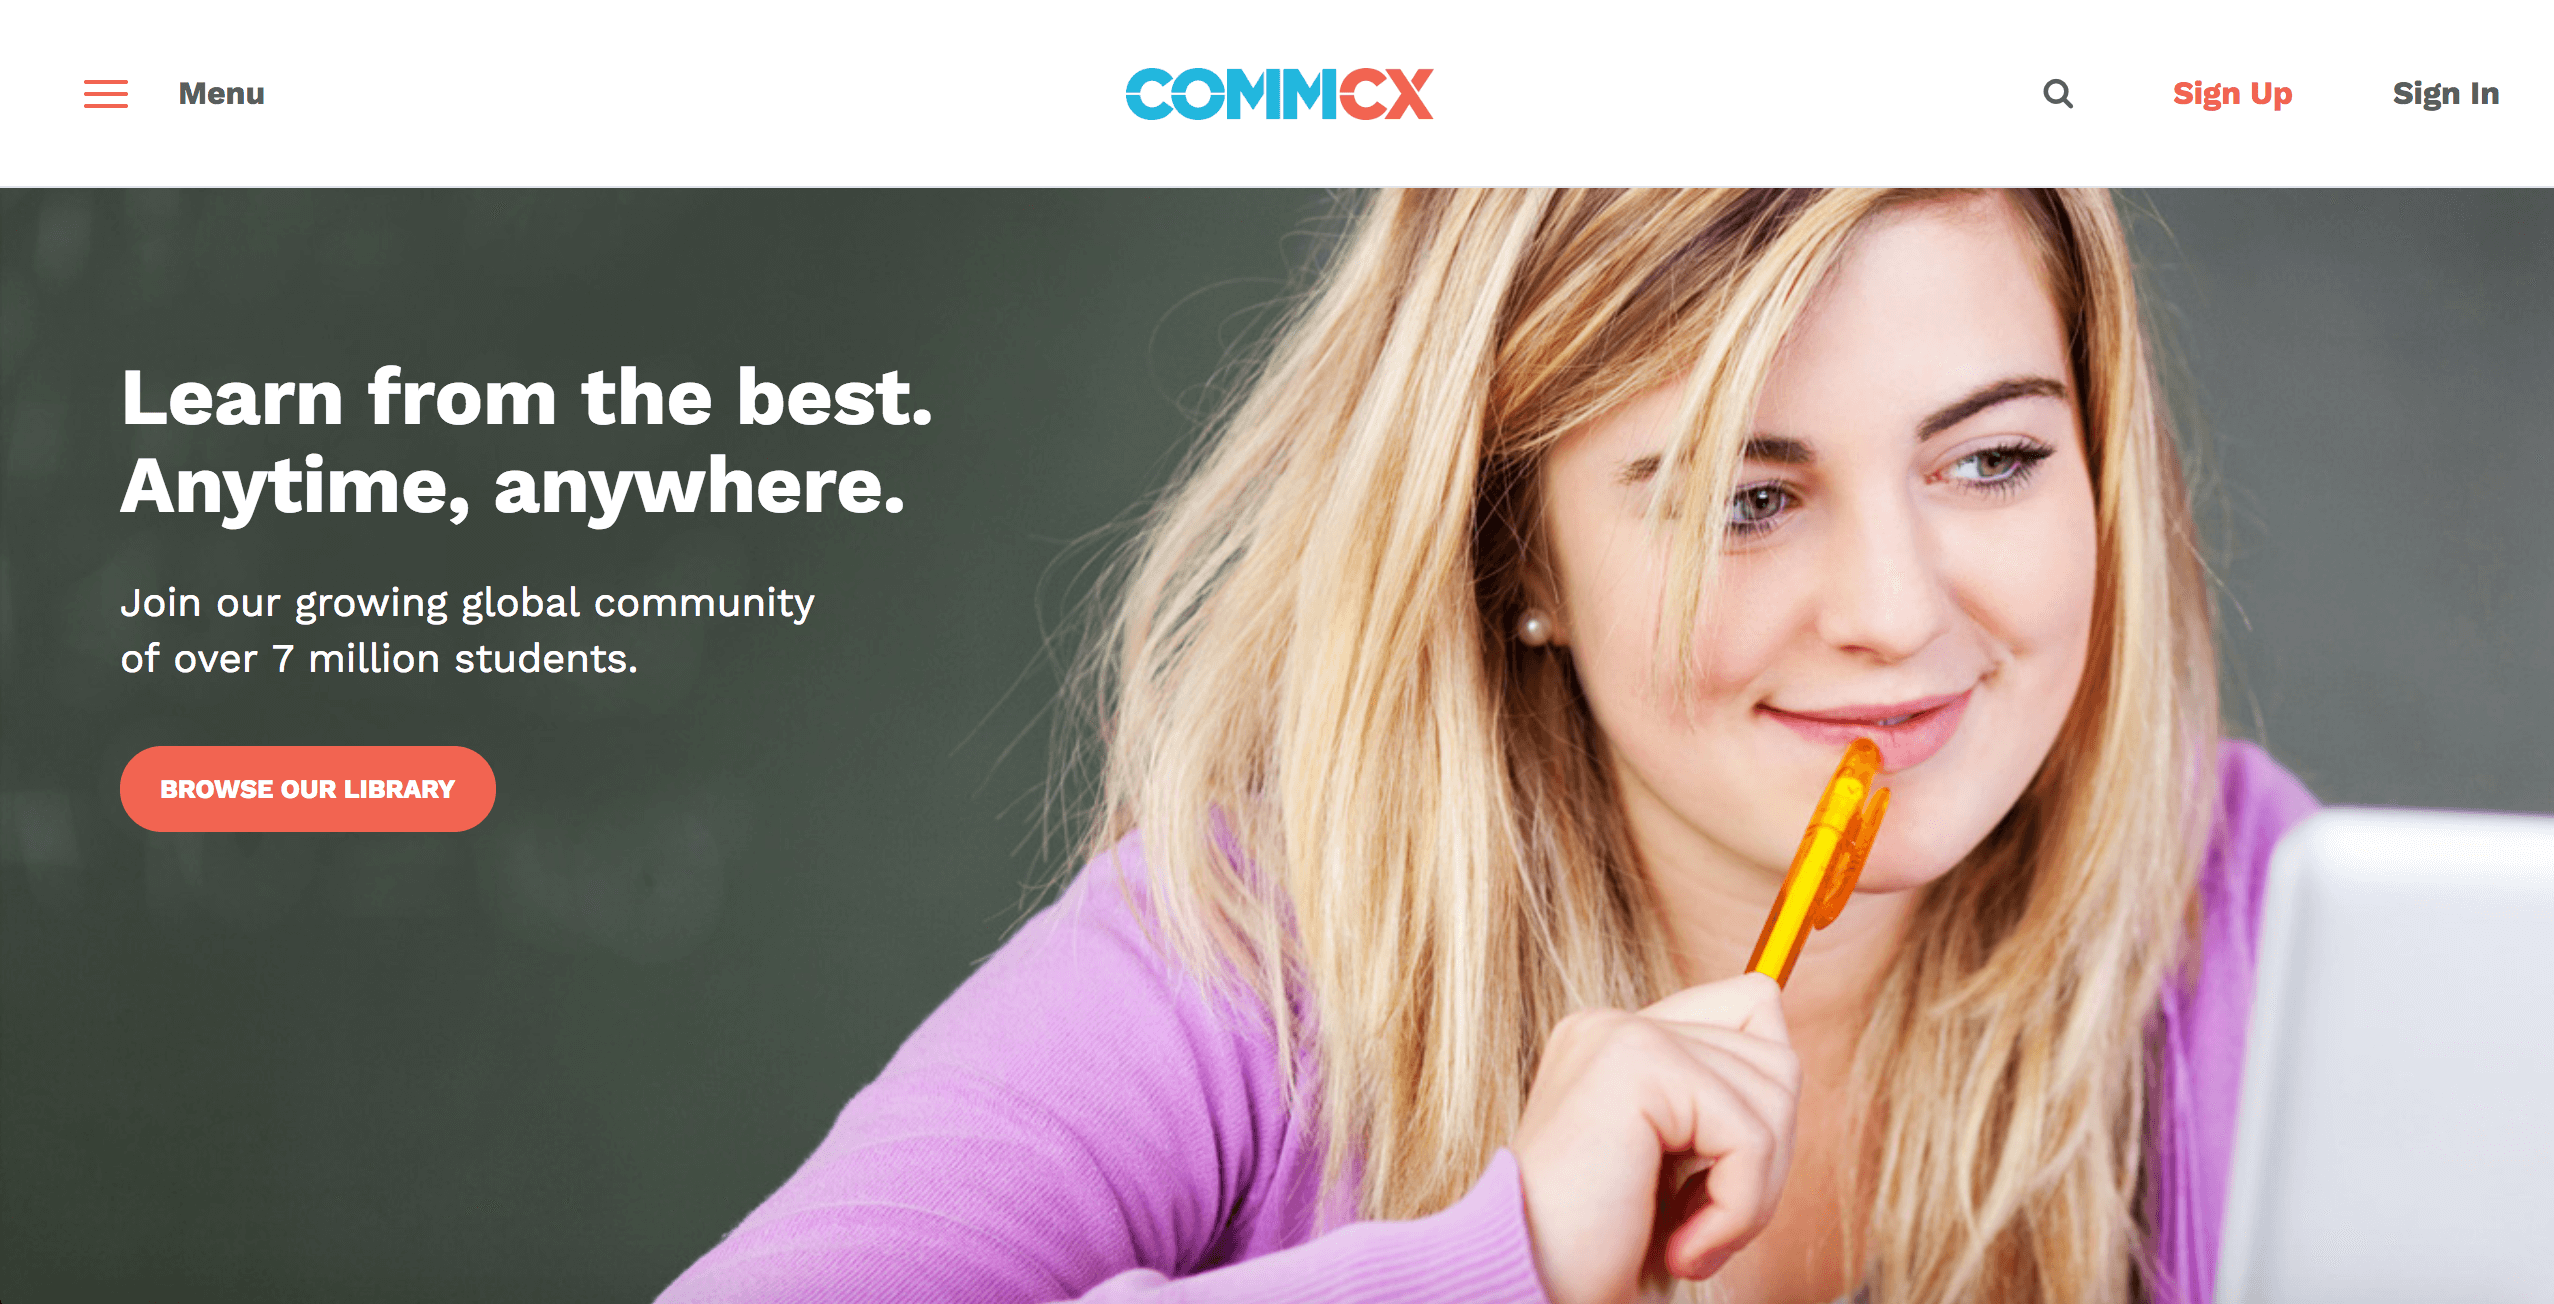 Menu
COMMCX
Sign Up
Sign In
Learn from the best.
Anytime, anywhere.
Join our growing global community
of over 7 million students.
BROWSE OUR LIBRARY